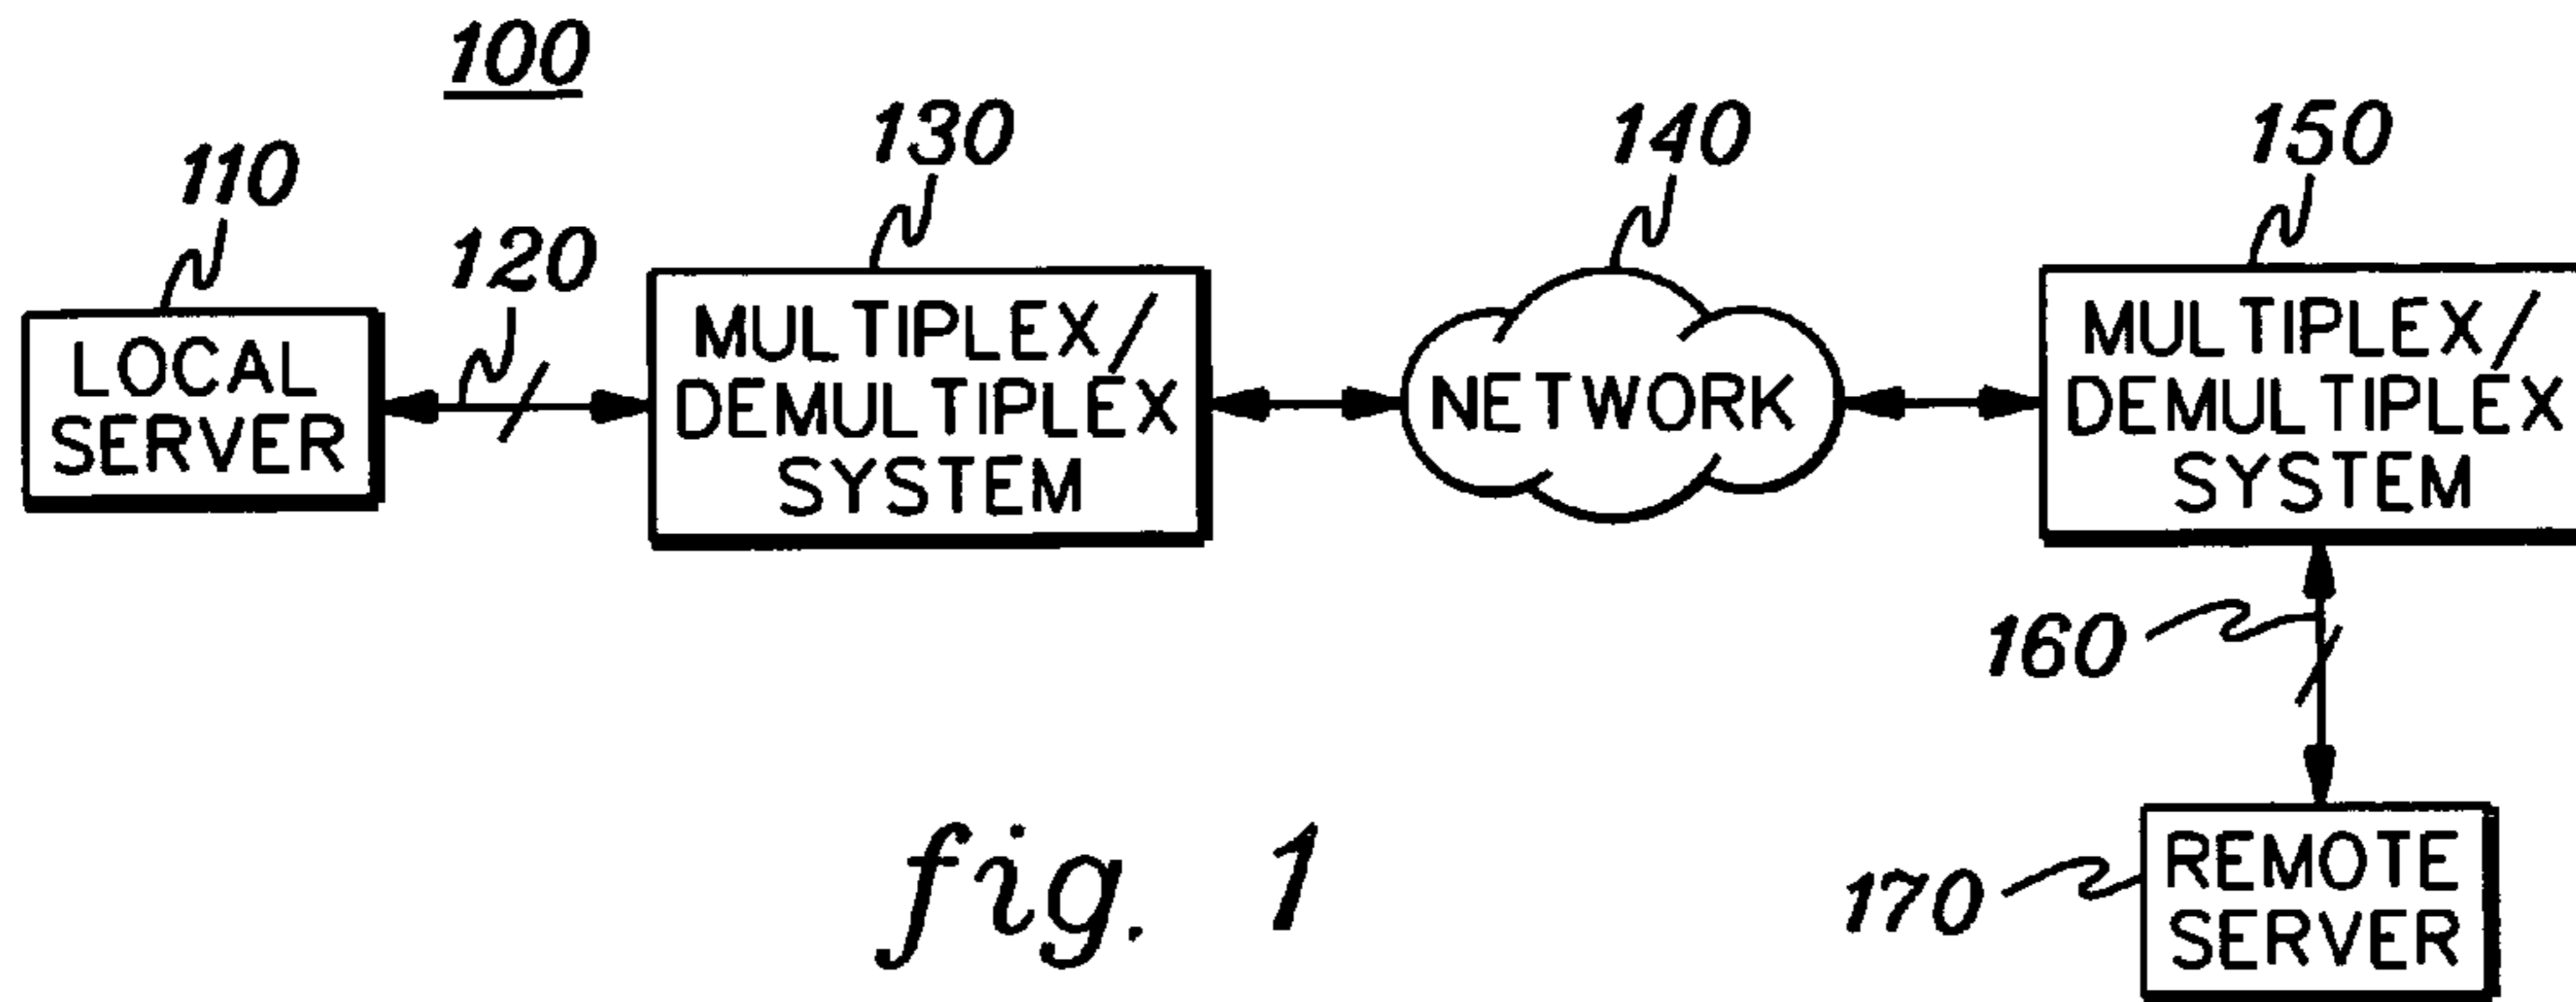 100
110
120
130
140
150
LOCAL
SERVER
MULTIPLEX/
DEMULTIPLEX
SYSTEM
NETWORK
MULTIPLEX/
DEMULTIPLEX
SYSTEM
160
170
REMOTE
SERVER
fig. 1